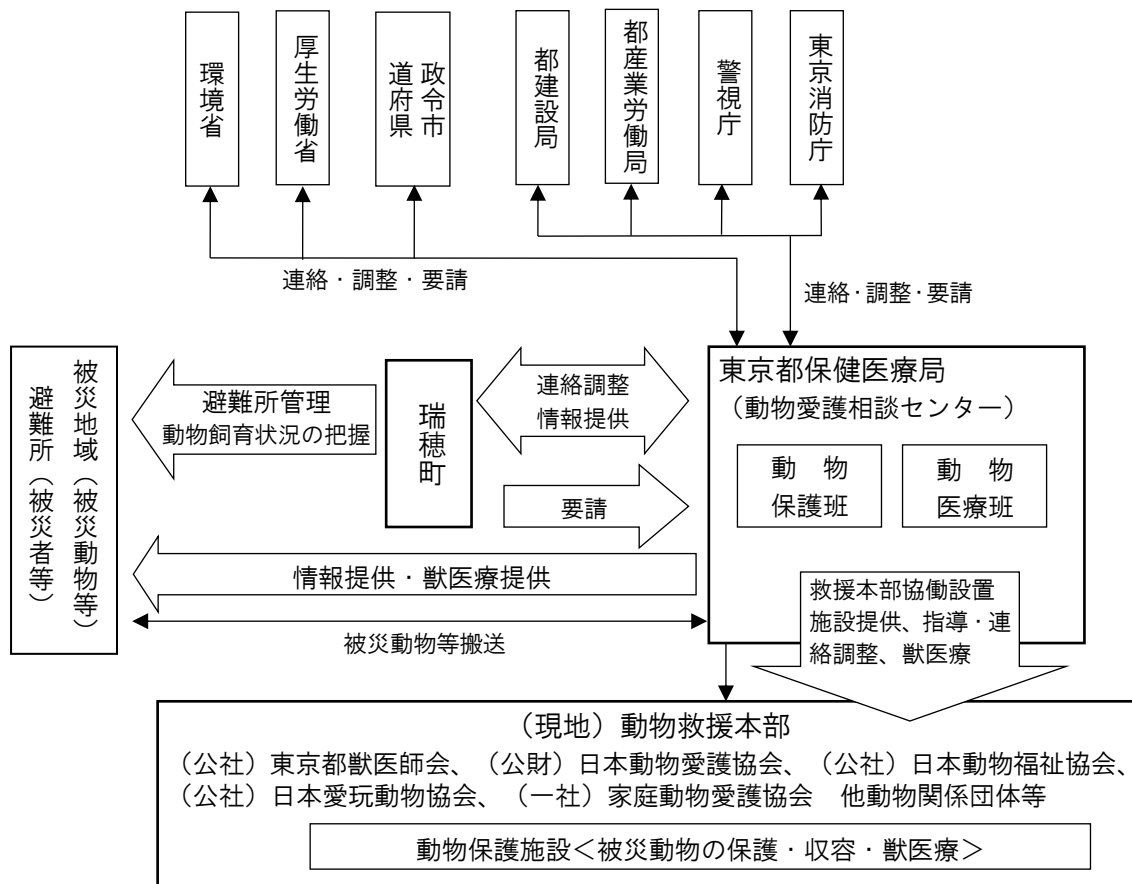 環境省
厚生労働省
政令市
道府県
都建設局
都産業労働局
警視庁
東京消防庁
連絡・調整・要請
連絡・調整・要請
被災地域（被災動物等）
避難所（被災者等）
避難所管理
動物飼育状況の把握
瑞穂町
連絡調整
情報提供
要請
東京都保健医療局
（動物愛護相談センター）
動　物
保護班
動　物
医療班
情報提供・獣医療提供
被災動物等搬送
救援本部協働設置
施設提供、指導・連
絡調整、獣医療
（現地）動物救援本部
（公社）東京都獣医師会、（公財）日本動物愛護協会、（公社）日本動物福祉協会、
（公社）日本愛玩動物協会、（一社）家庭動物愛護協会　他動物関係団体等
動物保護施設＜被災動物の保護・収容・獣医療＞